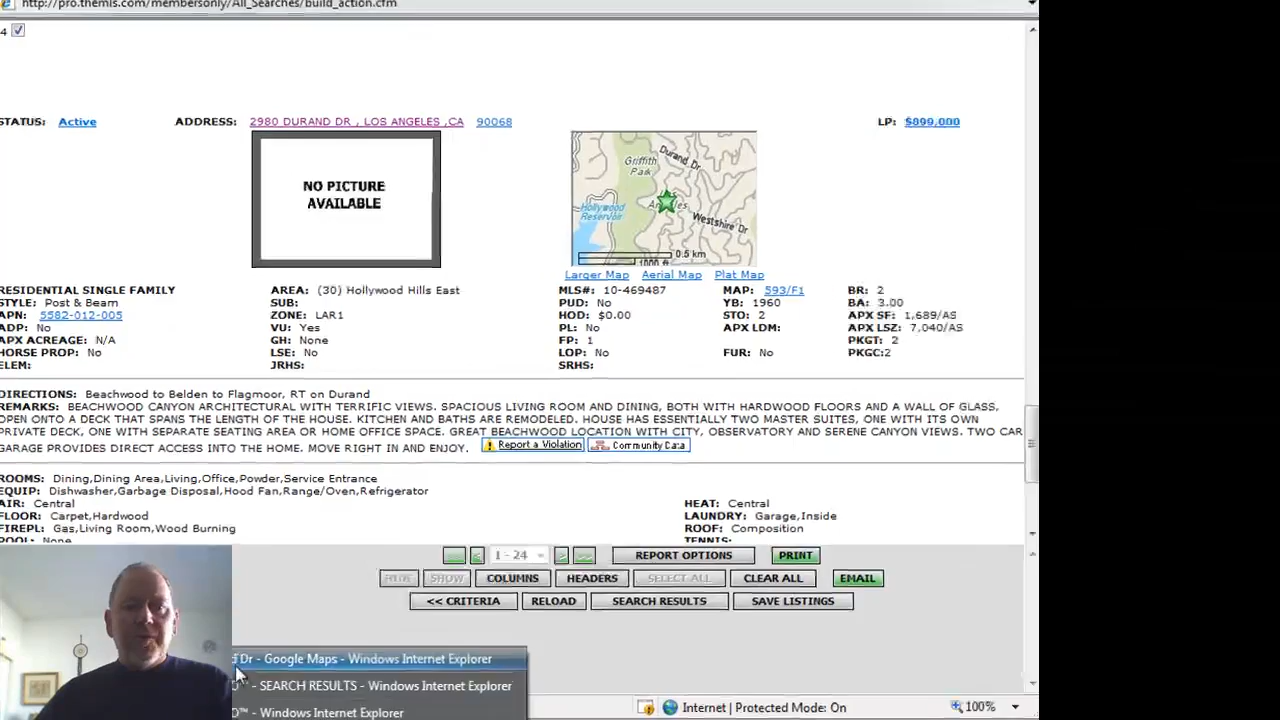 http://pro.themls.com/membersonly/All_Searches/build_action.cfm
4
STATUS: Active ADDRESS: 2980 DURAND DR , LOS ANGELES ,CA 90068 LP: $899,000
NO PICTURE
AVAILABLE
Griffith
Park
Durand Dr
Hollywood
Reservoir
Westshire Dr
0.5 km
1000 ft
Larger Map Aerial Map Plat Map
RESIDENTIAL SINGLE FAMILY AREA: (30) Hollywood Hills East MLS#: 10-469487 MAP: 593/F1 BR: 2
STYLE: Post & Beam SUB: PUD: No YB: 1960 BA: 3.00
APN: 5582-012-005 ZONE: LAR1 HOD: $0.00 STO: 2 APX SF: 1,689/AS
ADP: No VU: Yes PL: No APX LDM: APX LSZ: 7,040/AS
APX ACREAGE: N/A GH: None FP: 1 PKGT: 2
HORSE PROP: No LSE: No LOP: No FUR: No PKGC:2
ELEM: JRHS: SRHS:
DIRECTIONS: Beachwood to Belden to Flagmoor, RT on Durand
REMARKS: BEACHWOOD CANYON ARCHITECTURAL WITH TERRIFIC VIEWS. SPACIOUS LIVING ROOM AND DINING, BOTH WITH HARDWOOD FLOORS AND A WALL OF GLASS,
OPEN ONTO A DECK THAT SPANS THE LENGTH OF THE HOUSE. KITCHEN AND BATHS ARE REMODELED. HOUSE HAS ESSENTIALLY TWO MASTER SUITES, ONE WITH ITS OWN
PRIVATE DECK, ONE WITH SEPARATE SEATING AREA OR HOME OFFICE SPACE. GREAT BEACHWOOD LOCATION WITH CITY, OBSERVATORY AND SERENE CANYON VIEWS. TWO CAR
GARAGE PROVIDES DIRECT ACCESS INTO THE HOME. MOVE RIGHT IN AND ENJOY. Report a Violation Community Data
ROOMS: Dining,Dining Area,Living,Office,Powder,Service Entrance
EQUIP: Dishwasher,Garbage Disposal,Hood Fan,Range/Oven,Refrigerator
AIR: Central HEAT: Central
FLOOR: Carpet,Hardwood LAUNDRY: Garage,Inside
FIREPL: Gas,Living Room,Wood Burning ROOF: Composition
POOL: None TENNIS:
< 1 - 24 > >> REPORT OPTIONS PRINT
SHOW COLUMNS HEADERS SELECT ALL CLEAR ALL EMAIL
<< CRITERIA RELOAD SEARCH RESULTS SAVE LISTINGS
d Dr - Google Maps - Windows Internet Explorer
O™ - SEARCH RESULTS - Windows Internet Explorer
O™ - Windows Internet Explorer
Internet | Protected Mode: On 100%